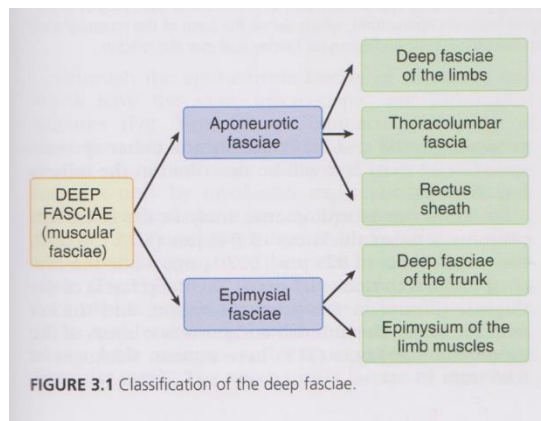 Deep fasciae
of the limbs
Aponeurotic
fasciae
Thoracolumbar
fascia
Rectus
sheath
DEEP
FASCIAE
(muscular
fasciae)
Deep fasciae
of the trunk
Epimysial
fasciae
Epimysium of the
limb muscles
FIGURE 3.1 Classification of the deep fasciae.